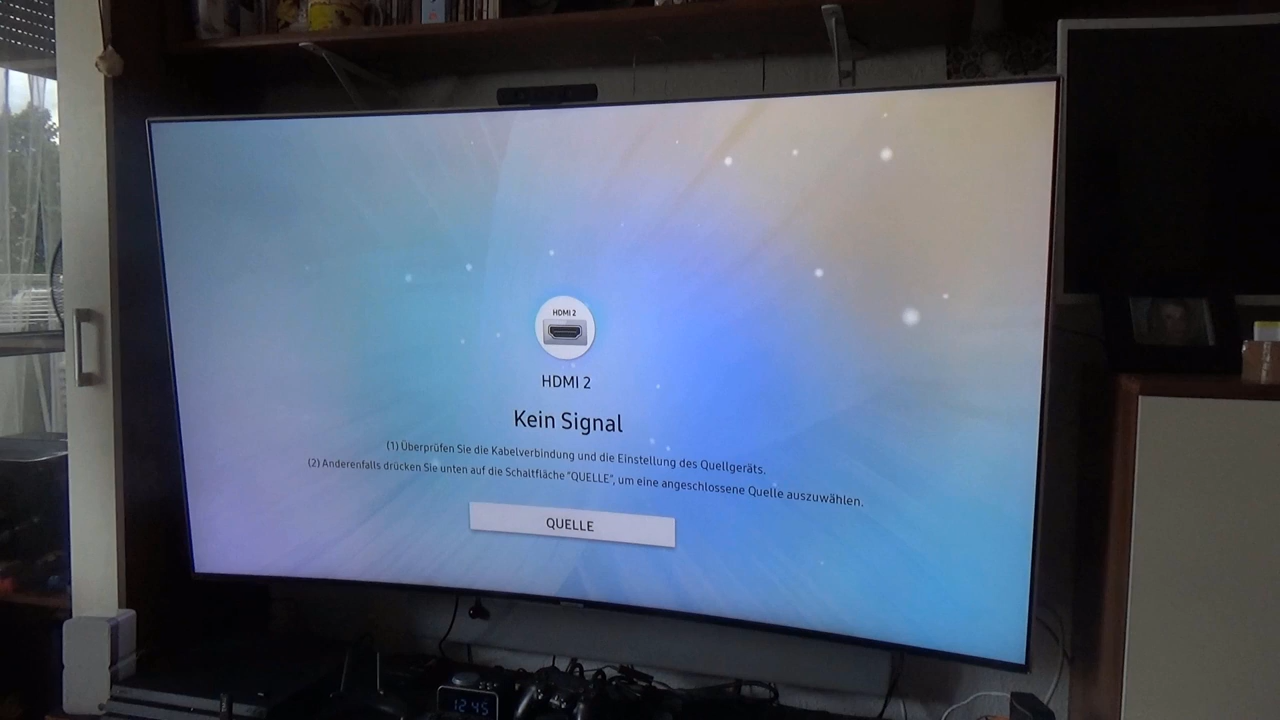 HDMI 2
HDMI 2
Kein Signal
(1) Überprüfen Sie die Kabelverbindung und die Einstellung des Quellgeräts.
(2) Anderenfalls drücken Sie unten auf die Schaltfläche "QUELLE", um eine angeschlossene Quelle auszuwählen.
QUELLE
12:45